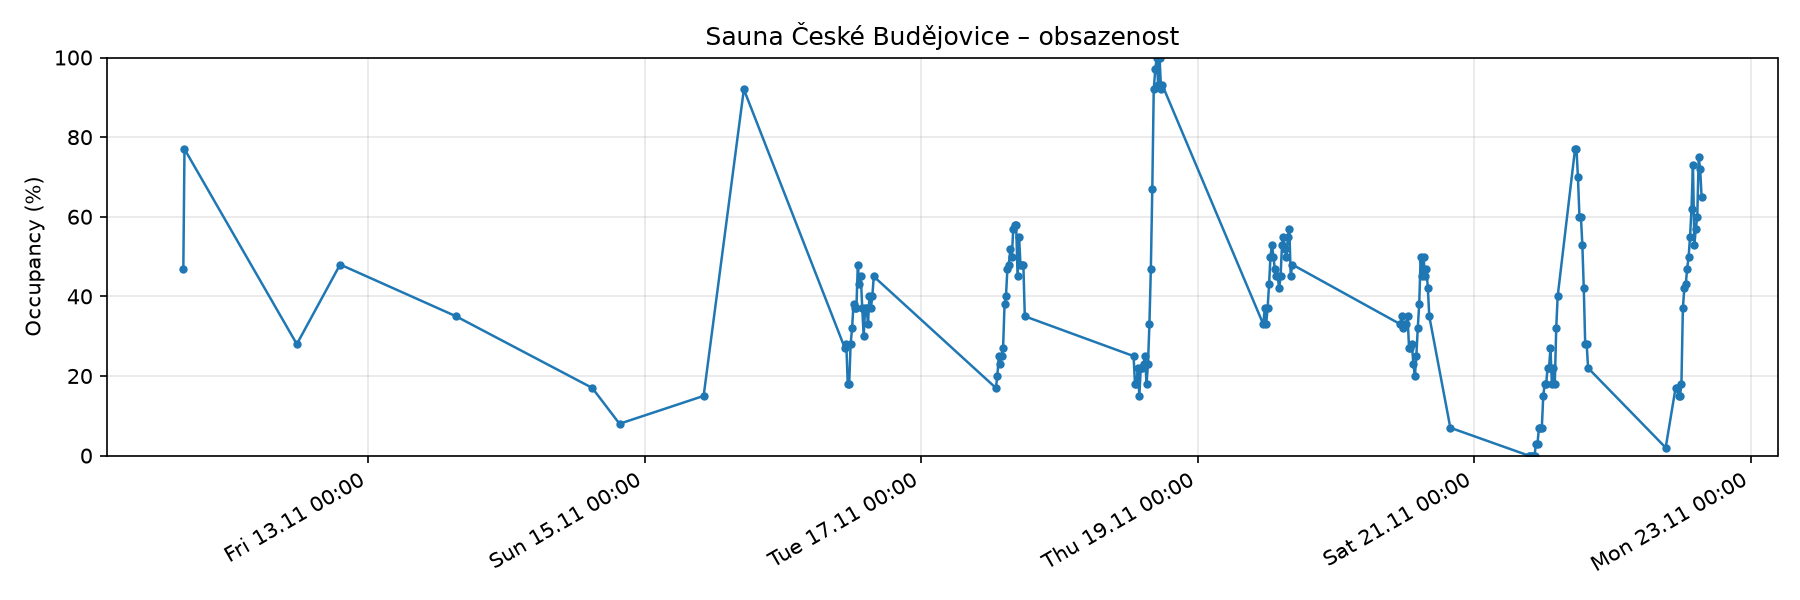 Sauna České Budějovice – obsazenost
Occupancy (%)
100
80
60
40
20
0
Fri 13.11 00:00
Sun 15.11 00:00
Tue 17.11 00:00
Thu 19.11 00:00
Sat 21.11 00:00
Mon 23.11 00:00